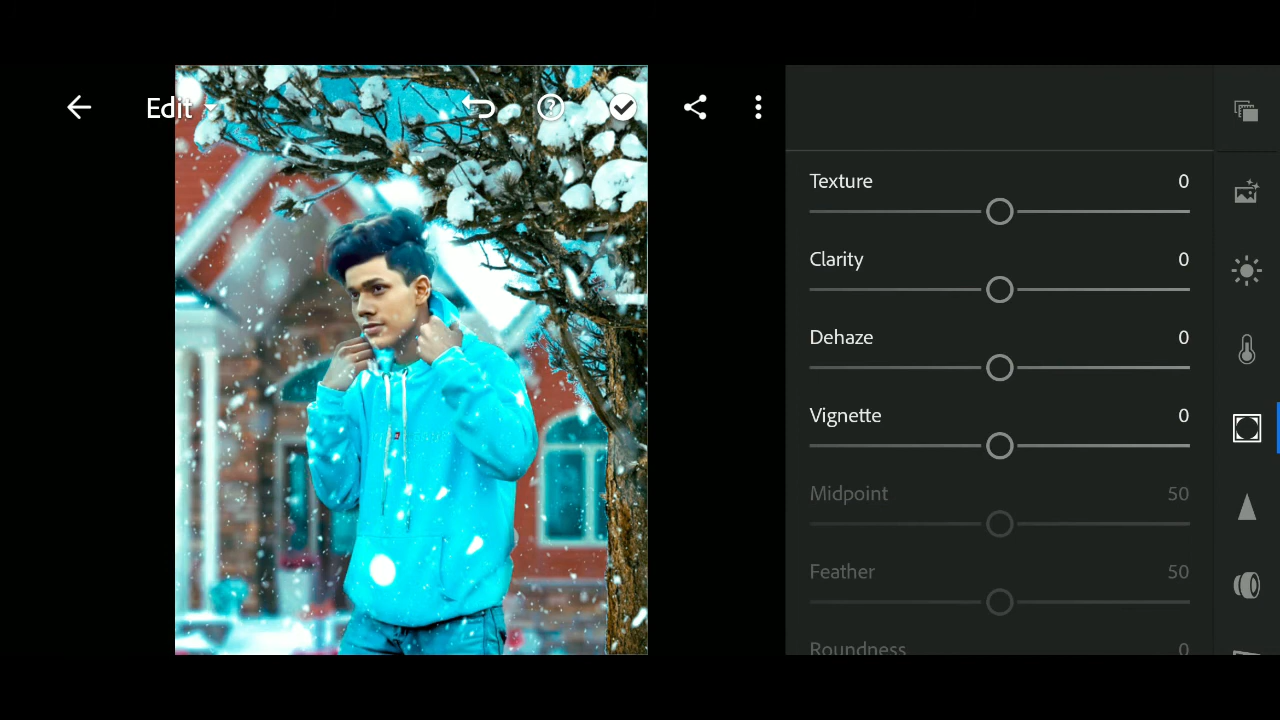 Edit
Texture 0
Clarity 0
Dehaze 0
Vignette 0
Midpoint 50
Feather 50
Roundness 0